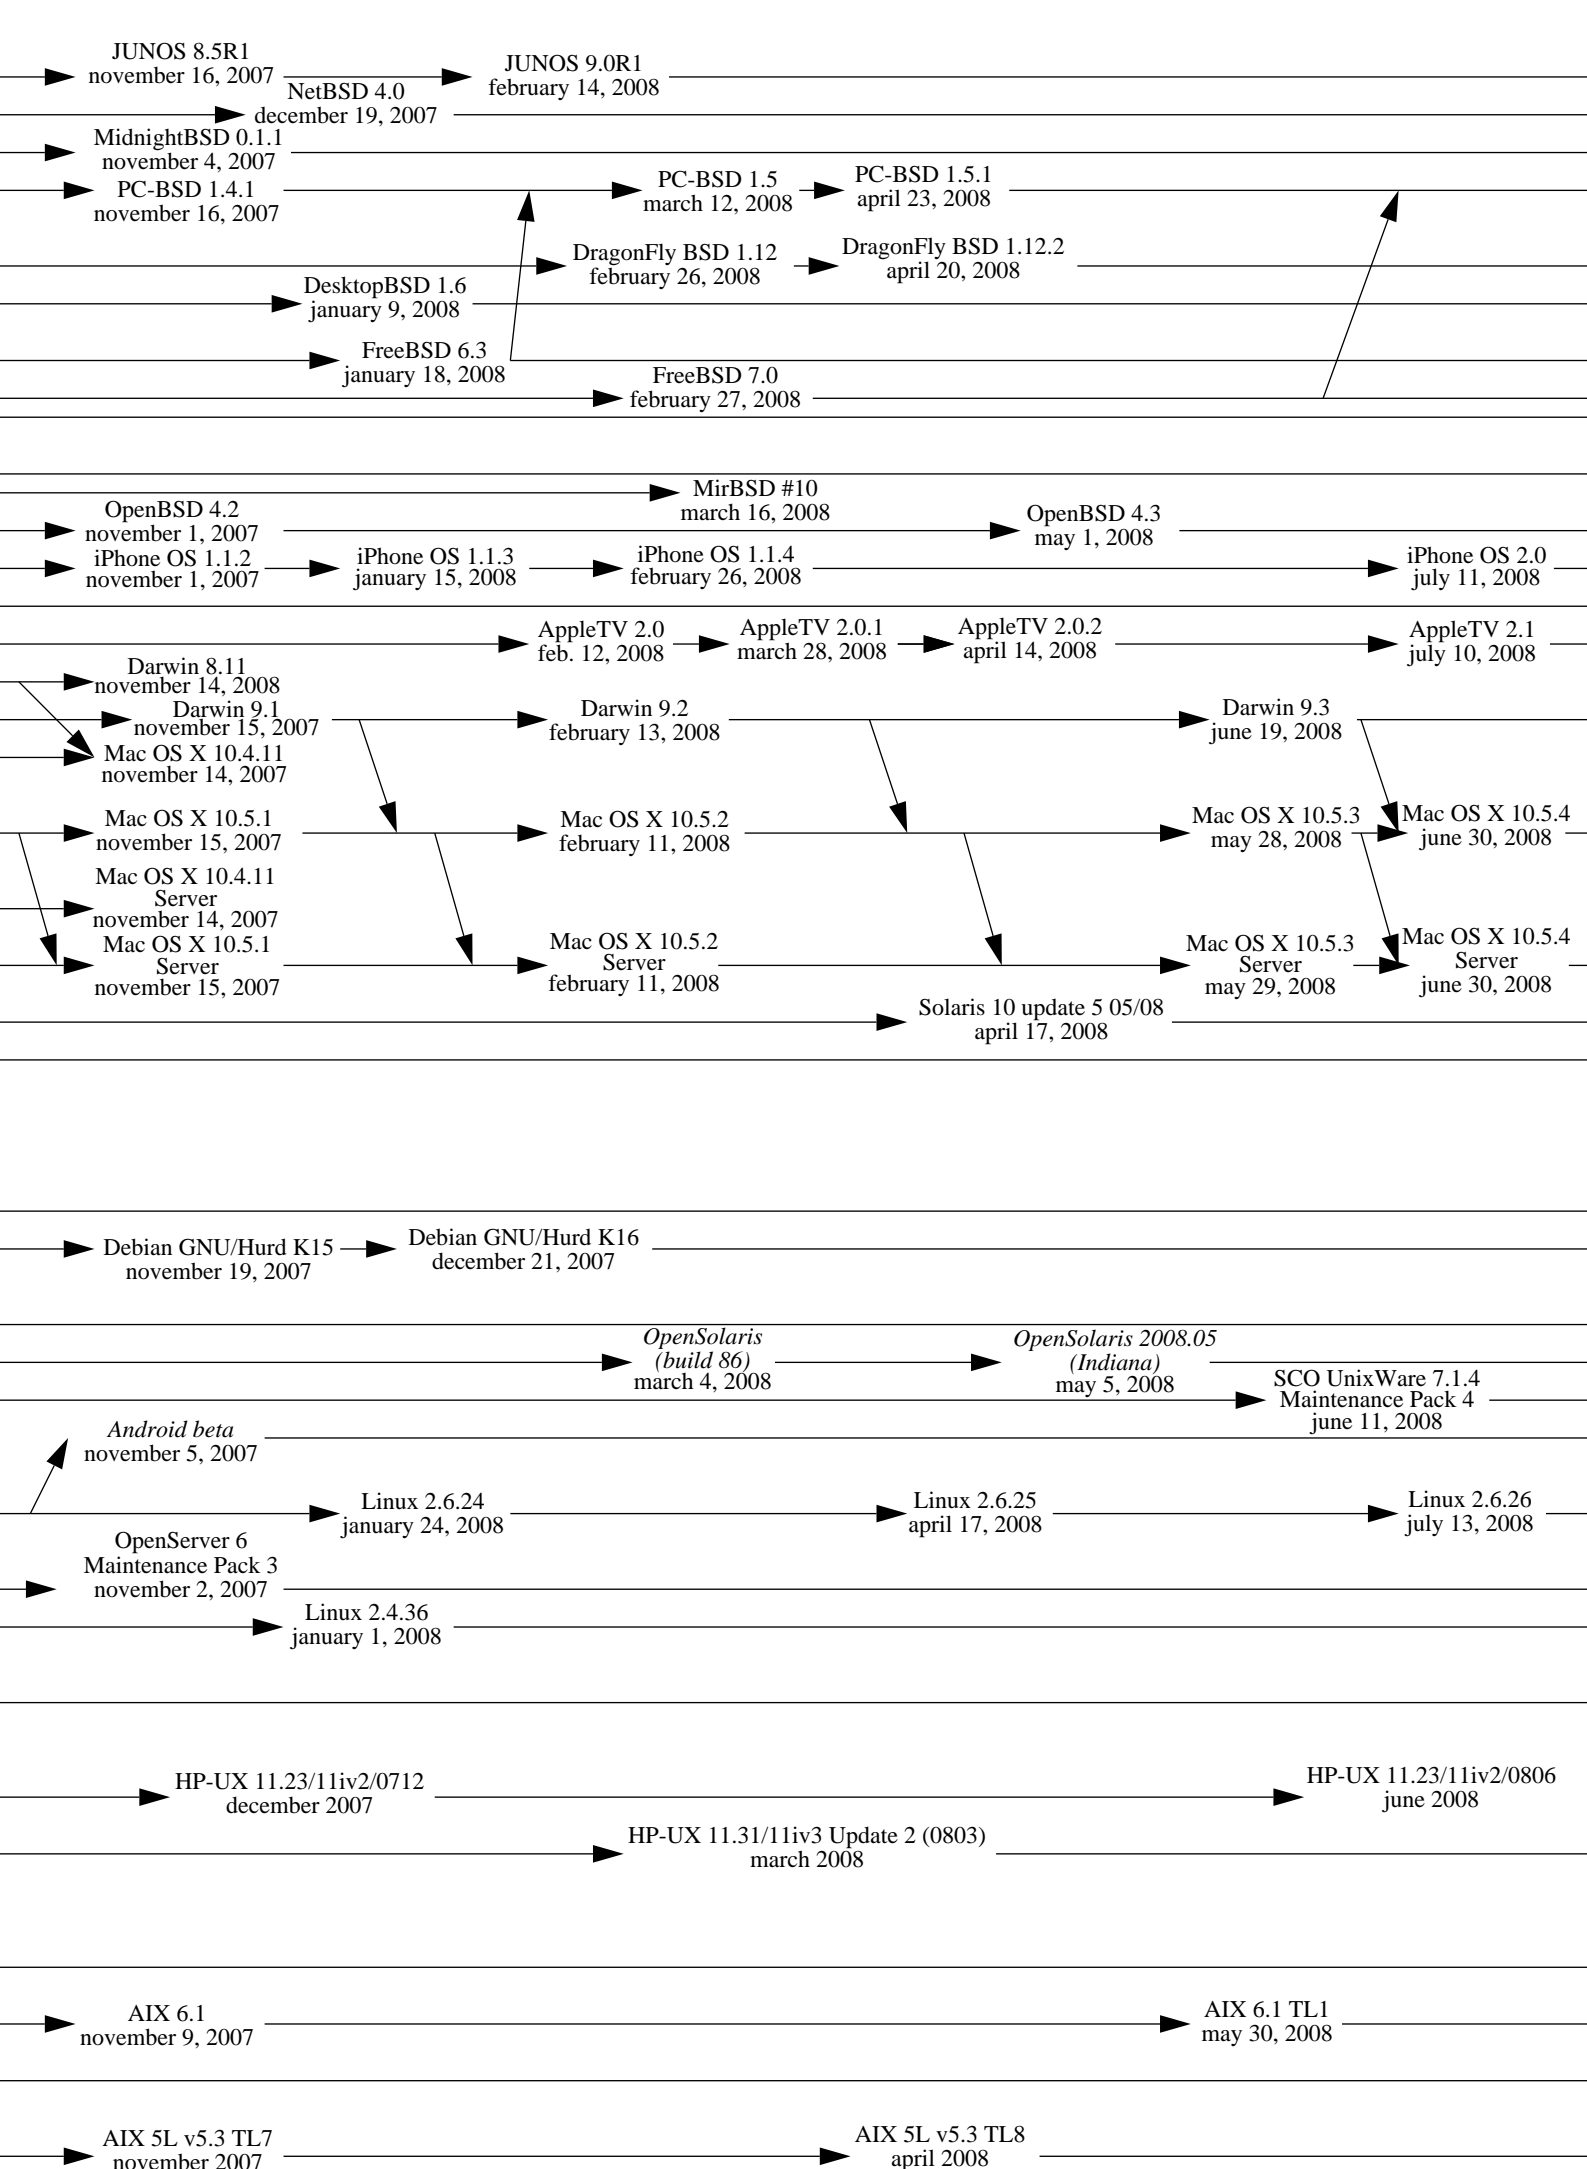 JUNOS 8.5R1
november 16, 2007
JUNOS 9.0R1
february 14, 2008
NetBSD 4.0
december 19, 2007
MidnightBSD 0.1.1
november 4, 2007
PC-BSD 1.4.1
november 16, 2007
PC-BSD 1.5
march 12, 2008
PC-BSD 1.5.1
april 23, 2008
DragonFly BSD 1.12
february 26, 2008
DragonFly BSD 1.12.2
april 20, 2008
DesktopBSD 1.6
january 9, 2008
FreeBSD 6.3
january 18, 2008
FreeBSD 7.0
february 27, 2008
MirBSD #10
march 16, 2008
OpenBSD 4.2
november 1, 2007
OpenBSD 4.3
may 1, 2008
iPhone OS 1.1.2
november 1, 2007
iPhone OS 1.1.3
january 15, 2008
iPhone OS 1.1.4
february 26, 2008
iPhone OS 2.0
july 11, 2008
AppleTV 2.0
feb. 12, 2008
AppleTV 2.0.1
march 28, 2008
AppleTV 2.0.2
april 14, 2008
AppleTV 2.1
july 10, 2008
Darwin 8.11
november 14, 2008
Darwin 9.1
november 15, 2007
Darwin 9.2
february 13, 2008
Darwin 9.3
june 19, 2008
Mac OS X 10.4.11
november 14, 2007
Mac OS X 10.5.1
november 15, 2007
Mac OS X 10.5.2
february 11, 2008
Mac OS X 10.5.3
may 28, 2008
Mac OS X 10.5.4
june 30, 2008
Mac OS X 10.4.11
Server
november 14, 2007
Mac OS X 10.5.1
Server
november 15, 2007
Mac OS X 10.5.2
Server
february 11, 2008
Mac OS X 10.5.3
Server
may 29, 2008
Mac OS X 10.5.4
Server
june 30, 2008
Solaris 10 update 5 05/08
april 17, 2008
Debian GNU/Hurd K15
november 19, 2007
Debian GNU/Hurd K16
december 21, 2007
OpenSolaris
(build 86)
march 4, 2008
OpenSolaris 2008.05
(Indiana)
may 5, 2008
SCO UnixWare 7.1.4
Maintenance Pack 4
june 11, 2008
Android beta
november 5, 2007
Linux 2.6.24
january 24, 2008
Linux 2.6.25
april 17, 2008
Linux 2.6.26
july 13, 2008
OpenServer 6
Maintenance Pack 3
november 2, 2007
Linux 2.4.36
january 1, 2008
HP-UX 11.23/11iv2/0712
december 2007
HP-UX 11.23/11iv2/0806
june 2008
HP-UX 11.31/11iv3 Update 2 (0803)
march 2008
AIX 6.1
november 9, 2007
AIX 6.1 TL1
may 30, 2008
AIX 5L v5.3 TL7
november 2007
AIX 5L v5.3 TL8
april 2008